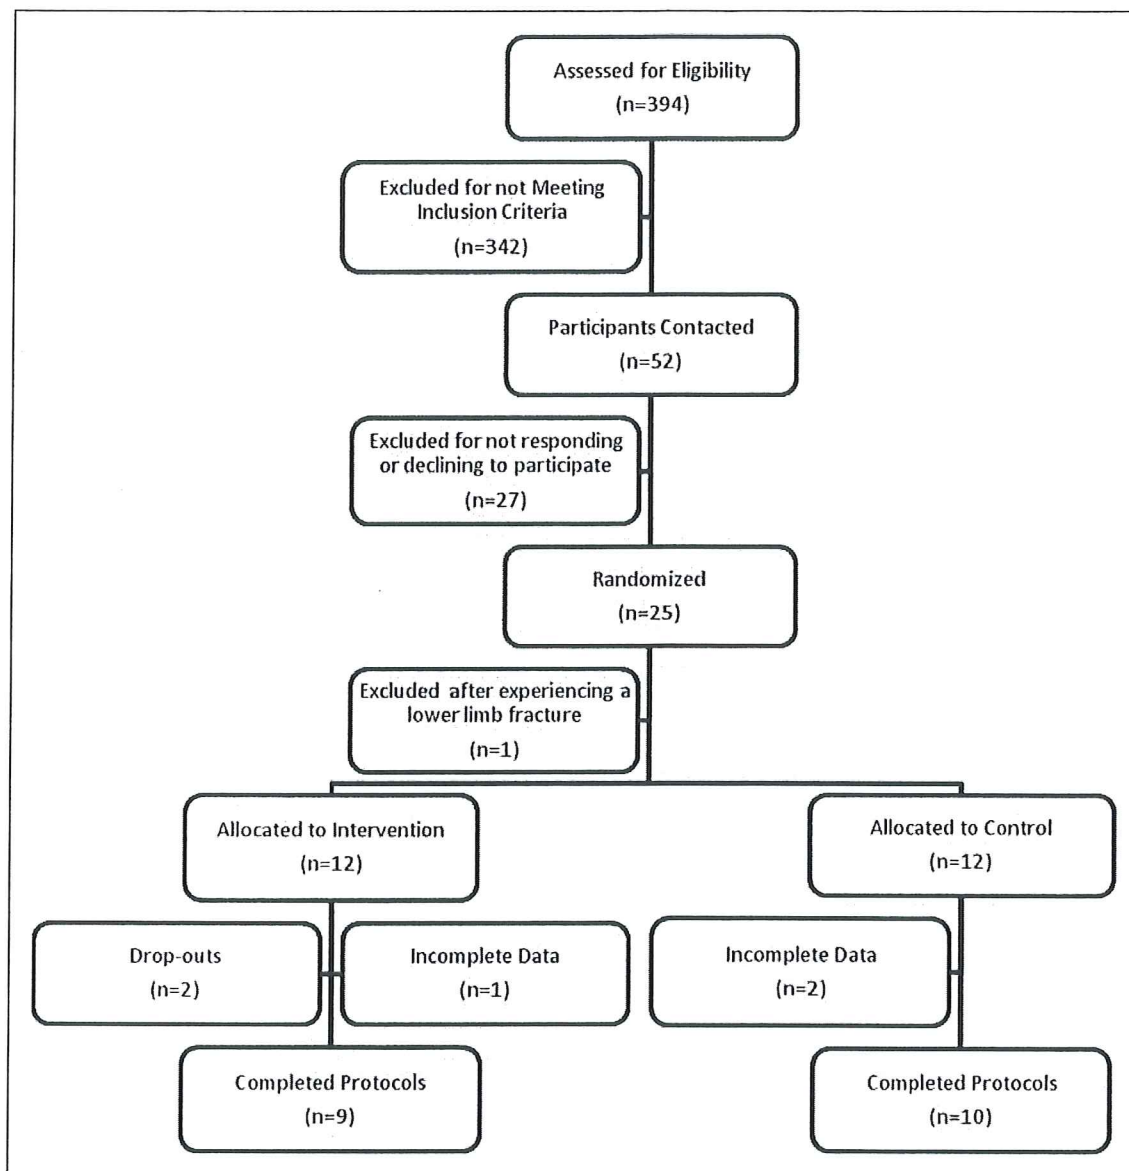 Assessed for Eligibility
(n=394)
Excluded for not Meeting
Inclusion Criteria
(n=342)
Participants Contacted
(n=52)
Excluded for not responding
or declining to participate
(n=27)
Randomized
(n=25)
Excluded after experiencing a
lower limb fracture
(n=1)
Allocated to Intervention
(n=12)
Allocated to Control
(n=12)
Drop-outs
(n=2)
Incomplete Data
(n=1)
Incomplete Data
(n=2)
Completed Protocols
(n=9)
Completed Protocols
(n=10)